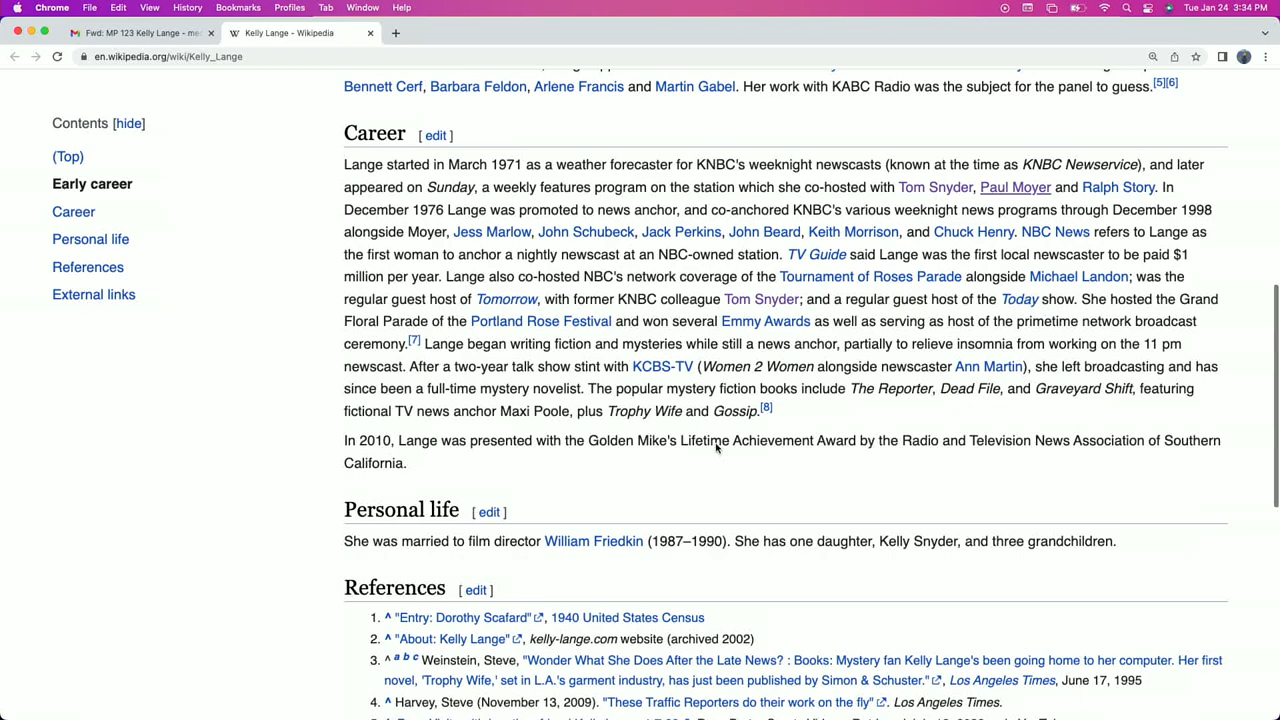 Chrome File Edit View History Bookmarks Profiles Tab Window Help Tue Jan 24 3:34 PM
Fwd: MP 123 Kelly Lange - me
Kelly Lange - Wikipedia
en.wikipedia.org/wiki/Kelly_Lange
Bennett Cerf, Barbara Feldon, Arlene Francis and Martin Gabel. Her work with KABC Radio was the subject for the panel to guess.[5][6]
Contents [hide]
(Top)
Early career
Career
Personal life
References
External links
Career [ edit ]
Lange started in March 1971 as a weather forecaster for KNBC's weeknight newscasts (known at the time as KNBC Newservice), and later
appeared on Sunday, a weekly features program on the station which she co-hosted with Tom Snyder, Paul Moyer and Ralph Story. In
December 1976 Lange was promoted to news anchor, and co-anchored KNBC's various weeknight news programs through December 1998
alongside Moyer, Jess Marlow, John Schubeck, Jack Perkins, John Beard, Keith Morrison, and Chuck Henry. NBC News refers to Lange as
the first woman to anchor a nightly newscast at an NBC-owned station. TV Guide said Lange was the first local newscaster to be paid $1
million per year. Lange also co-hosted NBC's network coverage of the Tournament of Roses Parade alongside Michael Landon; was the
regular guest host of Tomorrow, with former KNBC colleague Tom Snyder; and a regular guest host of the Today show. She hosted the Grand
Floral Parade of the Portland Rose Festival and won several Emmy Awards as well as serving as host of the primetime network broadcast
ceremony.[7] Lange began writing fiction and mysteries while still a news anchor, partially to relieve insomnia from working on the 11 pm
newscast. After a two-year talk show stint with KCBS-TV (Women 2 Women alongside newscaster Ann Martin), she left broadcasting and has
since been a full-time mystery novelist. The popular mystery fiction books include The Reporter, Dead File, and Graveyard Shift, featuring
fictional TV news anchor Maxi Poole, plus Trophy Wife and Gossip.[8]
In 2010, Lange was presented with the Golden Mike's Lifetime Achievement Award by the Radio and Television News Association of Southern
California.
Personal life [ edit ]
She was married to film director William Friedkin (1987–1990). She has one daughter, Kelly Snyder, and three grandchildren.
References [ edit ]
1. ^ "Entry: Dorothy Scafard", 1940 United States Census
2. ^ "About: Kelly Lange", kelly-lange.com website (archived 2002)
3. ^ a b c Weinstein, Steve, "Wonder What She Does After the Late News? : Books: Mystery fan Kelly Lange's been going home to her computer. Her first
novel, 'Trophy Wife,' set in L.A.'s garment industry, has just been published by Simon & Schuster.", Los Angeles Times, June 17, 1995
4. ^ Harvey, Steve (November 13, 2009). "These Traffic Reporters do their work on the fly". Los Angeles Times.